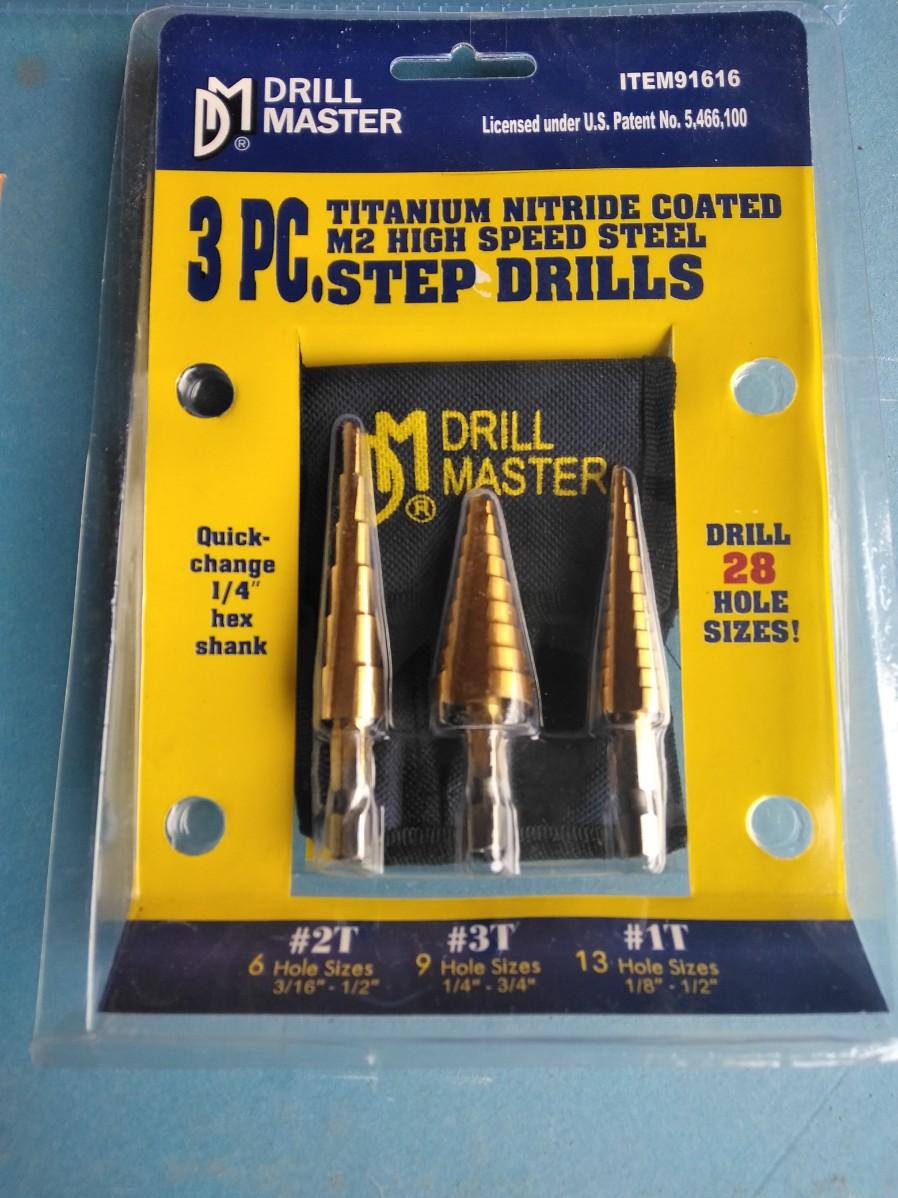 DM DRILL
MASTER
®
ITEM91616
Licensed under U.S. Patent No. 5,466,100
3 PC.
TITANIUM NITRIDE COATED
M2 HIGH SPEED STEEL
STEP DRILLS
DM DRILL
MASTER
®
Quick-
change
1/4"
hex
shank
DRILL
28
HOLE
SIZES!
#2T
6 Hole Sizes
3/16" - 1/2"
#3T
9 Hole Sizes
1/4" - 3/4"
#1T
13 Hole Sizes
1/8" - 1/2"